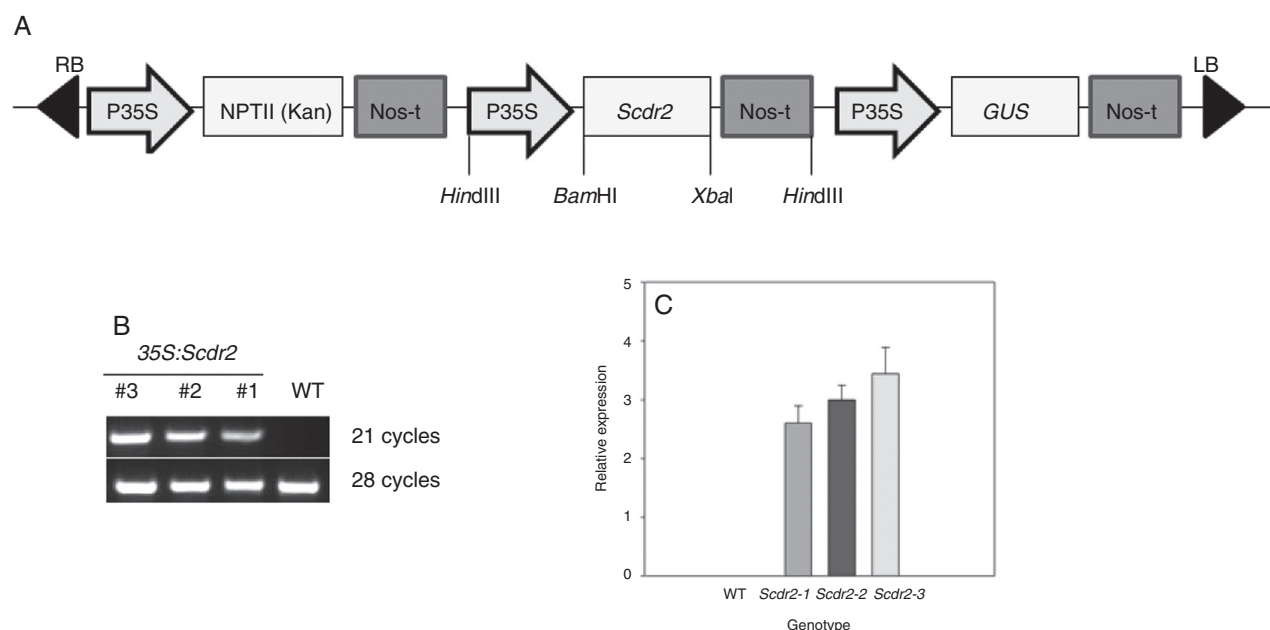 A
RB
LB
P35S NPTII (Kan) Nos-t P35S Scdr2 Nos-t P35S GUS Nos-t
HindIII BamHI XbaI HindIII
B
35S:Scdr2
#3 #2 #1 WT
21 cycles
28 cycles
C
5
4
3
2
1
0
Relative expression
WT Scdr2-1 Scdr2-2 Scdr2-3
Genotype